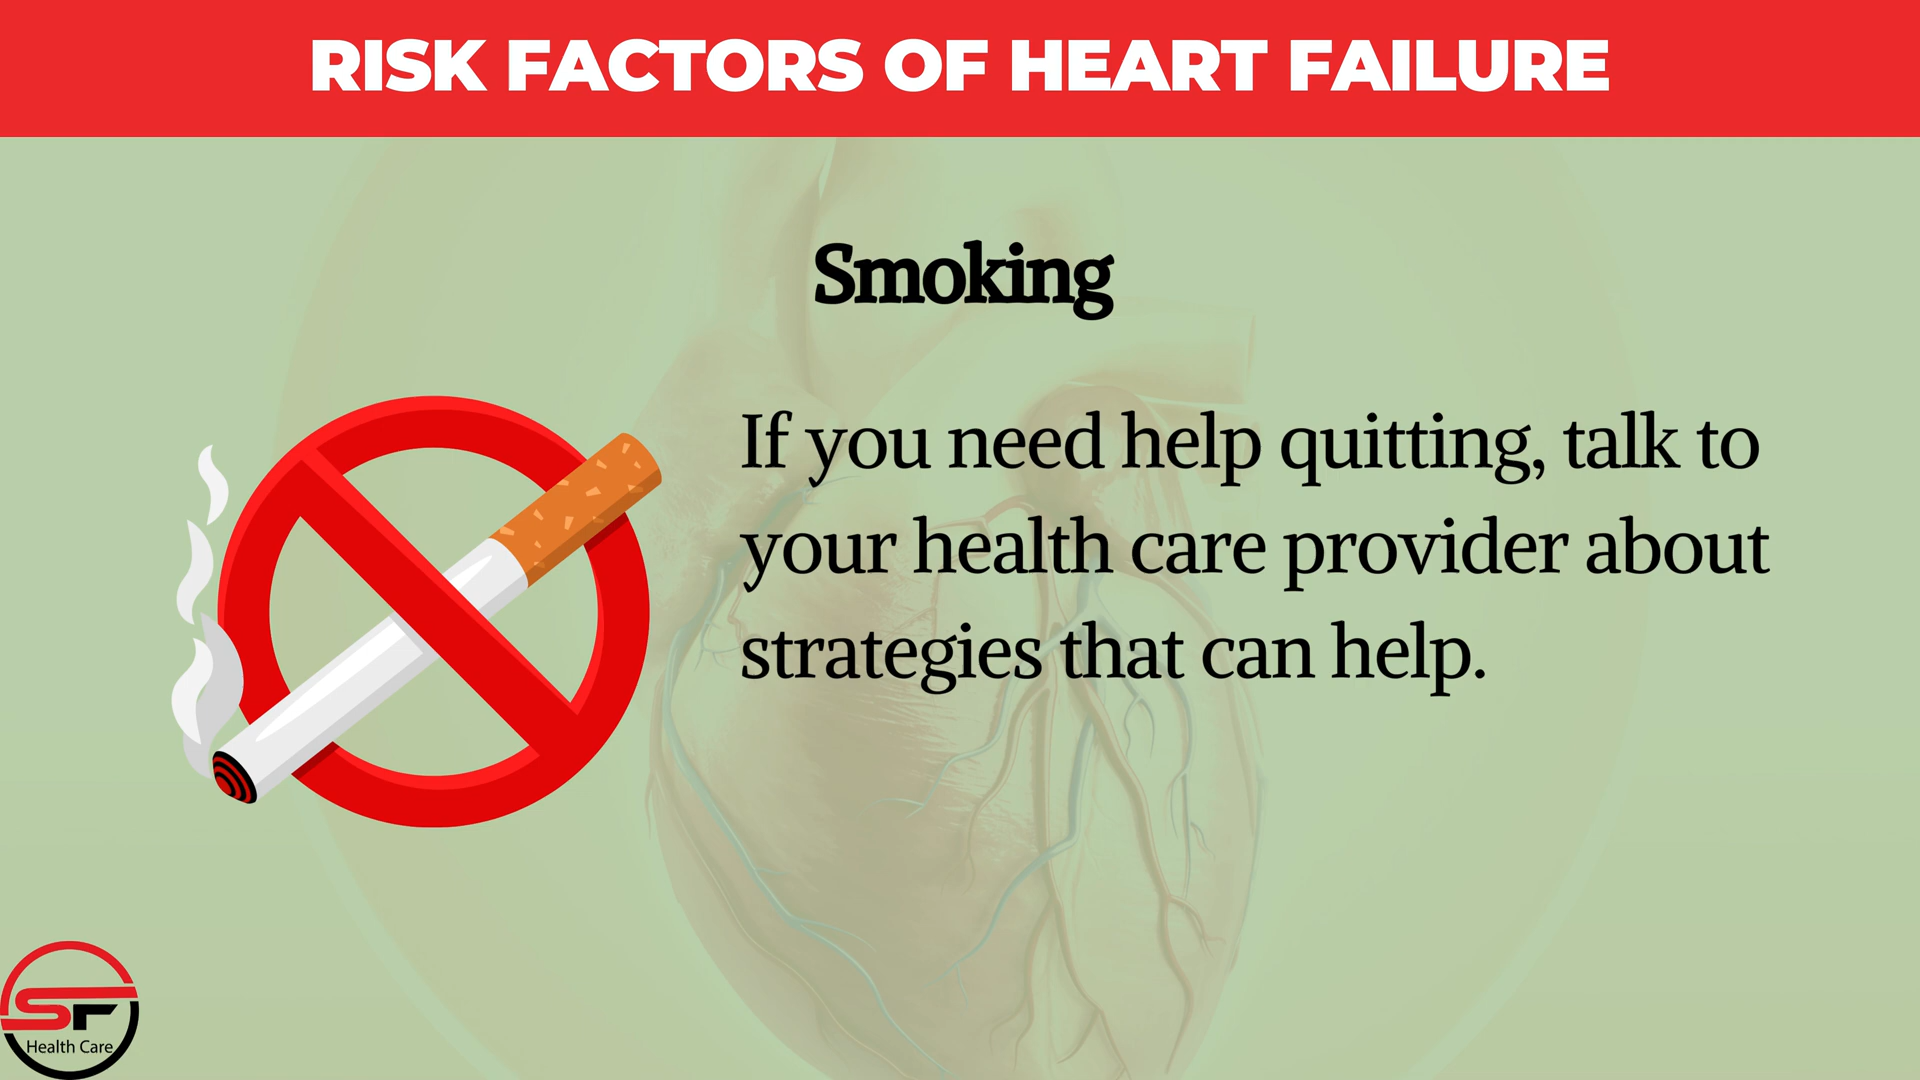 RISK FACTORS OF HEART FAILURE
Smoking
If you need help quitting, talk to
your health care provider about
strategies that can help.
SF
Health Care